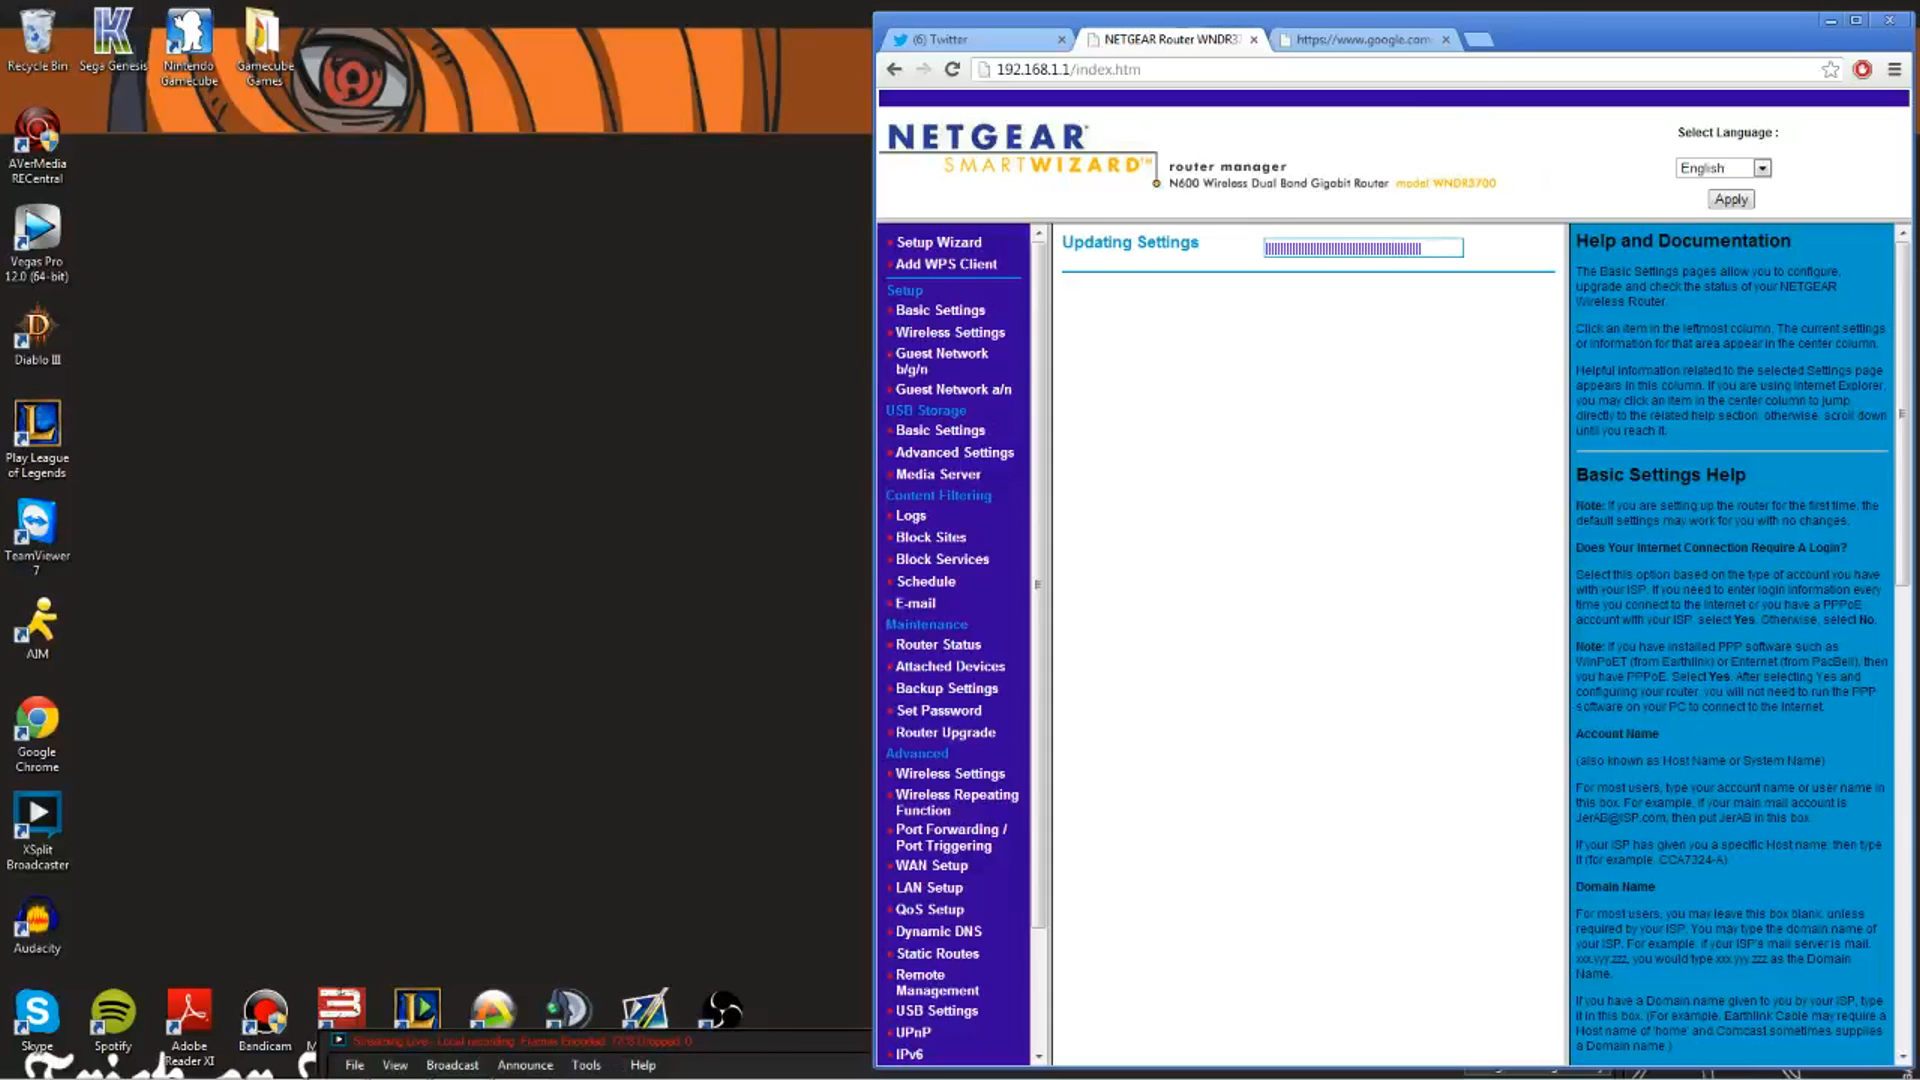 Recycle Bin
Sega Genesis
Nintendo
Gamecube
Gamecube
Games
AVerMedia
RECentral
Vegas Pro
12.0 (64-bit)
Diablo III
Play League
of Legends
TeamViewer
7
AIM
Google
Chrome
XSplit
Broadcaster
Audacity
Skype
Spotify
Adobe
Reader XI
Bandicam
Streaming Live - Local recording
File View Broadcast Announce Tools Help
(6) Twitter
NETGEAR Router WNDR3
https://www.google.com
192.168.1.1/index.htm
NETGEAR
SMARTWIZARD™
router manager
N600 Wireless Dual Band Gigabit Router model WNDR3700
Select Language :
English
Apply
Setup Wizard
Add WPS Client
Setup
Basic Settings
Wireless Settings
Guest Network
b/g/n
Guest Network a/n
USB Storage
Basic Settings
Advanced Settings
Media Server
Content Filtering
Logs
Block Sites
Block Services
Schedule
E-mail
Maintenance
Router Status
Attached Devices
Backup Settings
Set Password
Router Upgrade
Advanced
Wireless Settings
Wireless Repeating
Function
Port Forwarding /
Port Triggering
WAN Setup
LAN Setup
QoS Setup
Dynamic DNS
Static Routes
Remote
Management
USB Settings
UPnP
IPv6
Updating Settings
Help and Documentation
The Basic Settings pages allow you to configure,
upgrade and check the status of your NETGEAR
Wireless Router.
Click an item in the leftmost column. The current settings
or information for that area appear in the center column.
Helpful information related to the selected Settings page
appears in this column. If you are using Internet Explorer,
you may click an item in the center column to jump
directly to the related help section; otherwise, scroll down
until you reach it.
Basic Settings Help
Note: If you are setting up the router for the first time, the
default settings may work for you with no changes.
Does Your Internet Connection Require A Login?
Select this option based on the type of account you have
with your ISP. If you need to enter login information every
time you connect to the Internet or you have a PPPoE
account with your ISP, select Yes. Otherwise, select No.
Note: If you have installed PPP software such as
WinPoET (from Earthlink) or Enternet (from PacBell), then
you have PPPoE. Select Yes. After selecting Yes and
configuring your router, you will not need to run the PPP
software on your PC to connect to the Internet.
Account Name
(also known as Host Name or System Name)
For most users, type your account name or user name in
this box. For example, if your main mail account is
JerAB@ISP.com, then put JerAB in this box.
If your ISP has given you a specific Host name, then type
it (for example, CCA7324-A).
Domain Name
For most users, you may leave this box blank, unless
required by your ISP. You may type the domain name of
your ISP. For example, if your ISP's mail server is mail.
xxx.yyy.zzz, you would type xxx.yyy.zzz as the Domain
Name.
If you have a Domain name given to you by your ISP, type
it in this box. (For example, Earthlink Cable may require a
Host name of 'home' and Comcast sometimes supplies
a Domain name.)